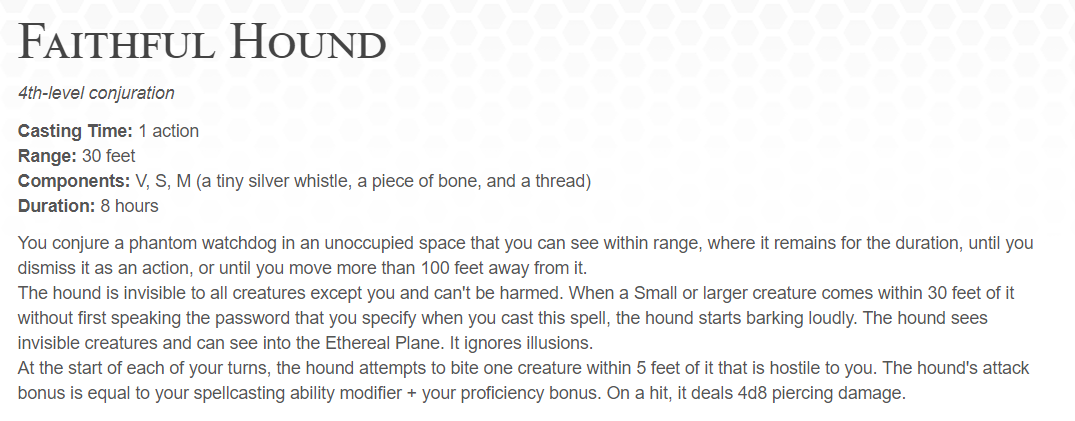 Faithful Hound
4th-level conjuration
Casting Time: 1 action
Range: 30 feet
Components: V, S, M (a tiny silver whistle, a piece of bone, and a thread)
Duration: 8 hours
You conjure a phantom watchdog in an unoccupied space that you can see within range, where it remains for the duration, until you
dismiss it as an action, or until you move more than 100 feet away from it.
The hound is invisible to all creatures except you and can't be harmed. When a Small or larger creature comes within 30 feet of it
without first speaking the password that you specify when you cast this spell, the hound starts barking loudly. The hound sees
invisible creatures and can see into the Ethereal Plane. It ignores illusions.
At the start of each of your turns, the hound attempts to bite one creature within 5 feet of it that is hostile to you. The hound's attack
bonus is equal to your spellcasting ability modifier + your proficiency bonus. On a hit, it deals 4d8 piercing damage.